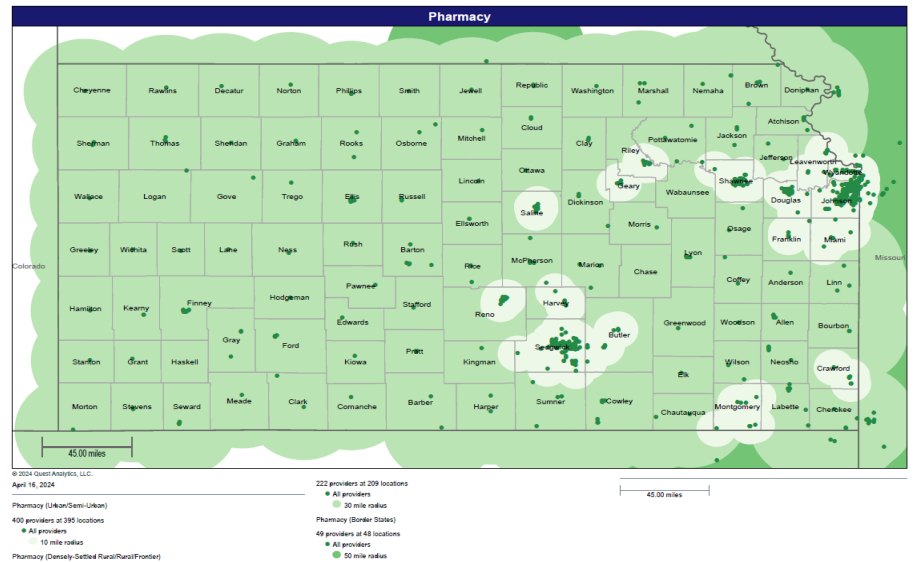 Pharmacy
Cheyenne Rawlins Decatur Norton Phillips Smith Jewell Republic Washington Marshall Nemaha Brown Doniphan
Atchison
Cloud
Sherman Thomas Sheridan Graham Rooks Osborne Mitchell Clay Riley Pottawatomie Jackson
Jefferson Leavenworth
Ottawa
Wyandotte
Lincoln Geary Shawnee
Wabaunsee
Wallace Logan Gove Trego Ellis Russell Dickinson Douglas Johnson
Saline
Ellsworth Morris Osage
Franklin Miami
Greeley Wichita Scott Lane Ness Rush Barton Lyon
Colorado Rice McPherson Marion Chase Missouri
Coffey Anderson Linn
Pawnee
Hodgeman
Hamilton Kearny Finney Stafford Reno Harvey
Edwards Greenwood Woodson Allen Bourbon
Gray Ford Butler
Sedgwick
Pratt
Stanton Grant Haskell Kiowa Kingman Wilson Neosho Crawford
Elk
Morton Stevens Seward Meade Clark Comanche Barber Harper Sumner Cowley Chautauqua Montgomery Labette Cherokee
45.00 miles
© 2024 Quest Analytics, LLC.
April 16, 2024
Pharmacy (Urban/Semi-Urban)
400 providers at 395 locations
All providers
10 mile radius
Pharmacy (Densely-Settled Rural/Rural/Frontier)
222 providers at 209 locations
All providers
30 mile radius
Pharmacy (Border States)
49 providers at 48 locations
All providers
50 mile radius
45.00 miles